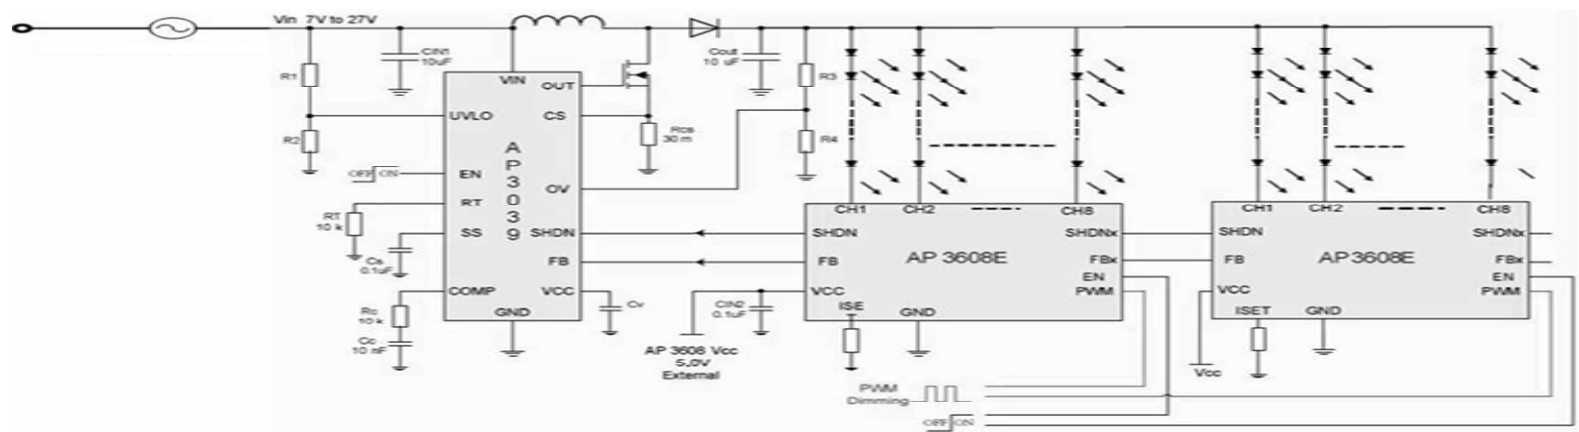 Vin 7V to 27V
CIN1
10uF
R1
R2
VIN
OUT
UVLO
CS
EN
OV
RT
SS
SHDN
FB
COMP
VCC
GND
AP3039
OFF ON
RT
10 k
Cs
0.1uF
Rc
10 k
Cc
10 nF
Cv
Rcs
30 m
Cout
10 uF
R3
R4
CH1
CH2
CH8
SHDN
SHDNx
AP 3608E
FB
FBx
EN
VCC
PWM
ISE
GND
CIN2
0.1uF
AP 3608 Vcc
5.0V
External
CH1
CH2
CH8
SHDN
SHDNx
AP 3608E
FB
FBx
EN
VCC
PWM
ISET
GND
Vcc
PWM
Dimming
OFF ON